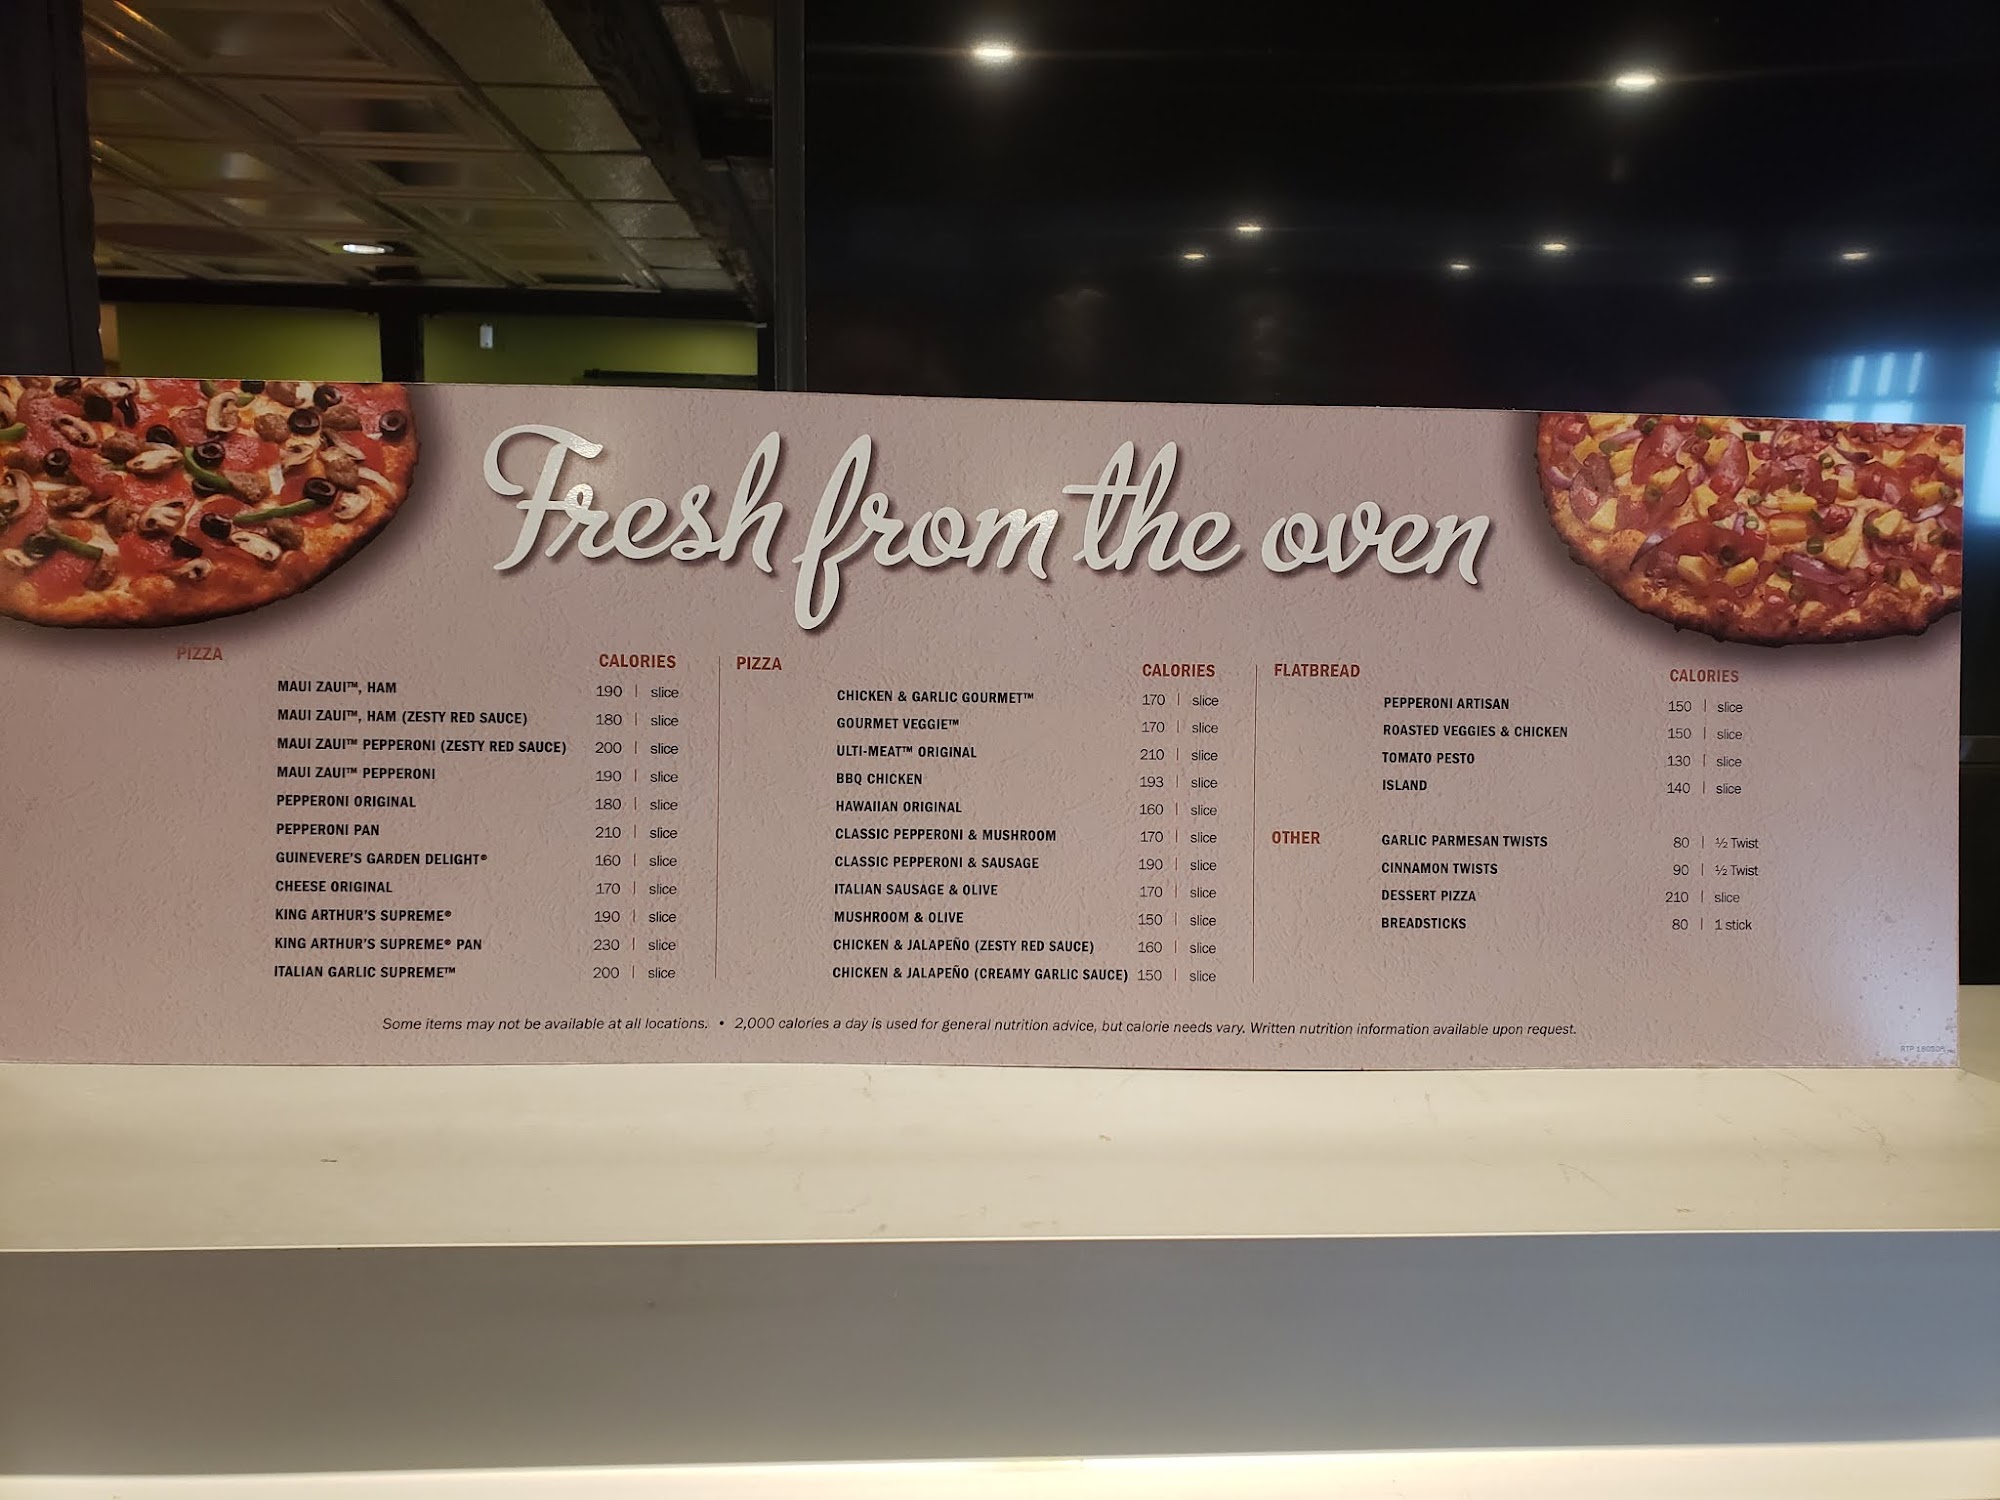 Fresh from the oven
PIZZA
CALORIES
MAUI ZAUI™, HAM 190 | slice
MAUI ZAUI™, HAM (ZESTY RED SAUCE) 180 | slice
MAUI ZAUI™ PEPPERONI (ZESTY RED SAUCE) 200 | slice
MAUI ZAUI™ PEPPERONI 190 | slice
PEPPERONI ORIGINAL 180 | slice
PEPPERONI PAN 210 | slice
GUINEVERE'S GARDEN DELIGHT® 160 | slice
CHEESE ORIGINAL 170 | slice
KING ARTHUR'S SUPREME® 190 | slice
KING ARTHUR'S SUPREME® PAN 230 | slice
ITALIAN GARLIC SUPREME™ 200 | slice
PIZZA
CALORIES
CHICKEN & GARLIC GOURMET™ 170 | slice
GOURMET VEGGIE™ 170 | slice
ULTI-MEAT™ ORIGINAL 210 | slice
BBQ CHICKEN 193 | slice
HAWAIIAN ORIGINAL 160 | slice
CLASSIC PEPPERONI & MUSHROOM 170 | slice
CLASSIC PEPPERONI & SAUSAGE 190 | slice
ITALIAN SAUSAGE & OLIVE 170 | slice
MUSHROOM & OLIVE 150 | slice
CHICKEN & JALAPEÑO (ZESTY RED SAUCE) 160 | slice
CHICKEN & JALAPEÑO (CREAMY GARLIC SAUCE) 150 | slice
FLATBREAD
CALORIES
PEPPERONI ARTISAN 150 | slice
ROASTED VEGGIES & CHICKEN 150 | slice
TOMATO PESTO 130 | slice
ISLAND 140 | slice
OTHER
GARLIC PARMESAN TWISTS 80 | ½ Twist
CINNAMON TWISTS 90 | ½ Twist
DESSERT PIZZA 210 | slice
BREADSTICKS 80 | 1 stick
Some items may not be available at all locations. • 2,000 calories a day is used for general nutrition advice, but calorie needs vary. Written nutrition information available upon request.
RTP